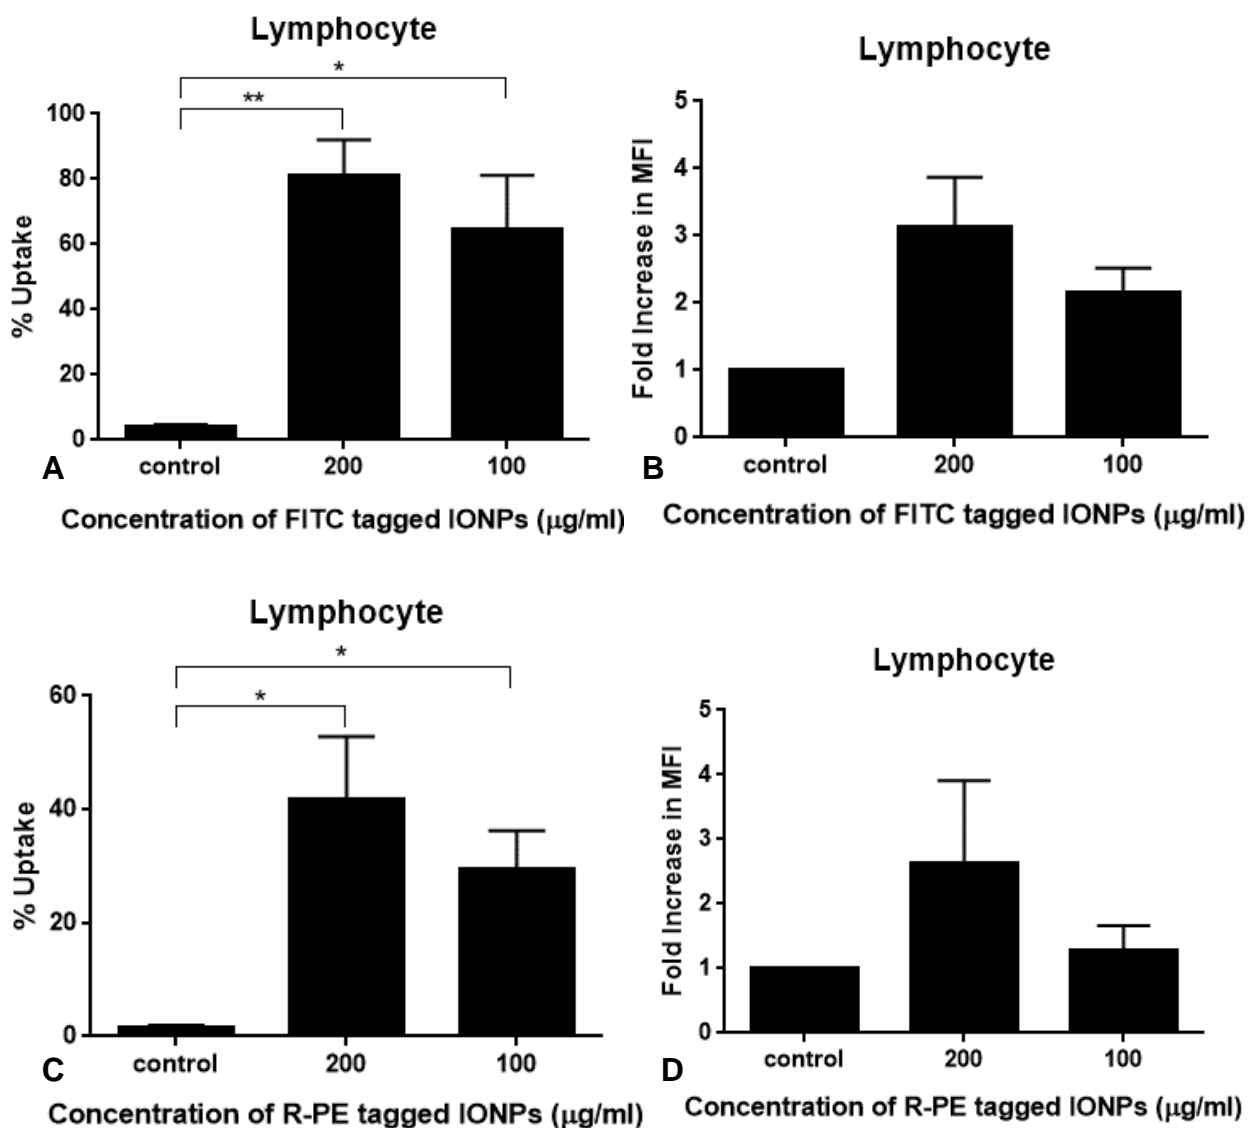 Lymphocyte
*
**
% Uptake
100
80
60
40
20
0
control 200 100
A
Concentration of FITC tagged IONPs (μg/ml)
Lymphocyte
Fold Increase in MFI
5
4
3
2
1
0
control 200 100
B
Concentration of FITC tagged IONPs (μg/ml)
Lymphocyte
*
*
% Uptake
60
40
20
0
control 200 100
C
Concentration of R-PE tagged IONPs (μg/ml)
Lymphocyte
Fold Increase in MFI
5
4
3
2
1
0
control 200 100
D
Concentration of R-PE tagged IONPs (μg/ml)